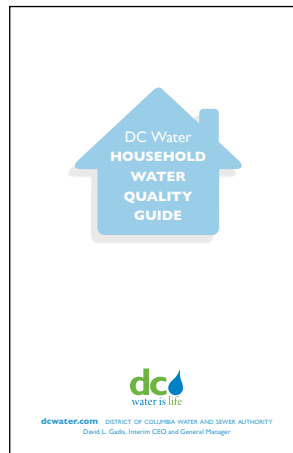 DC Water
HOUSEHOLD
WATER
QUALITY
GUIDE
dc
water is life
dcwater.com DISTRICT OF COLUMBIA WATER AND SEWER AUTHORITY
David L. Gadis, Interim CEO and General Manager